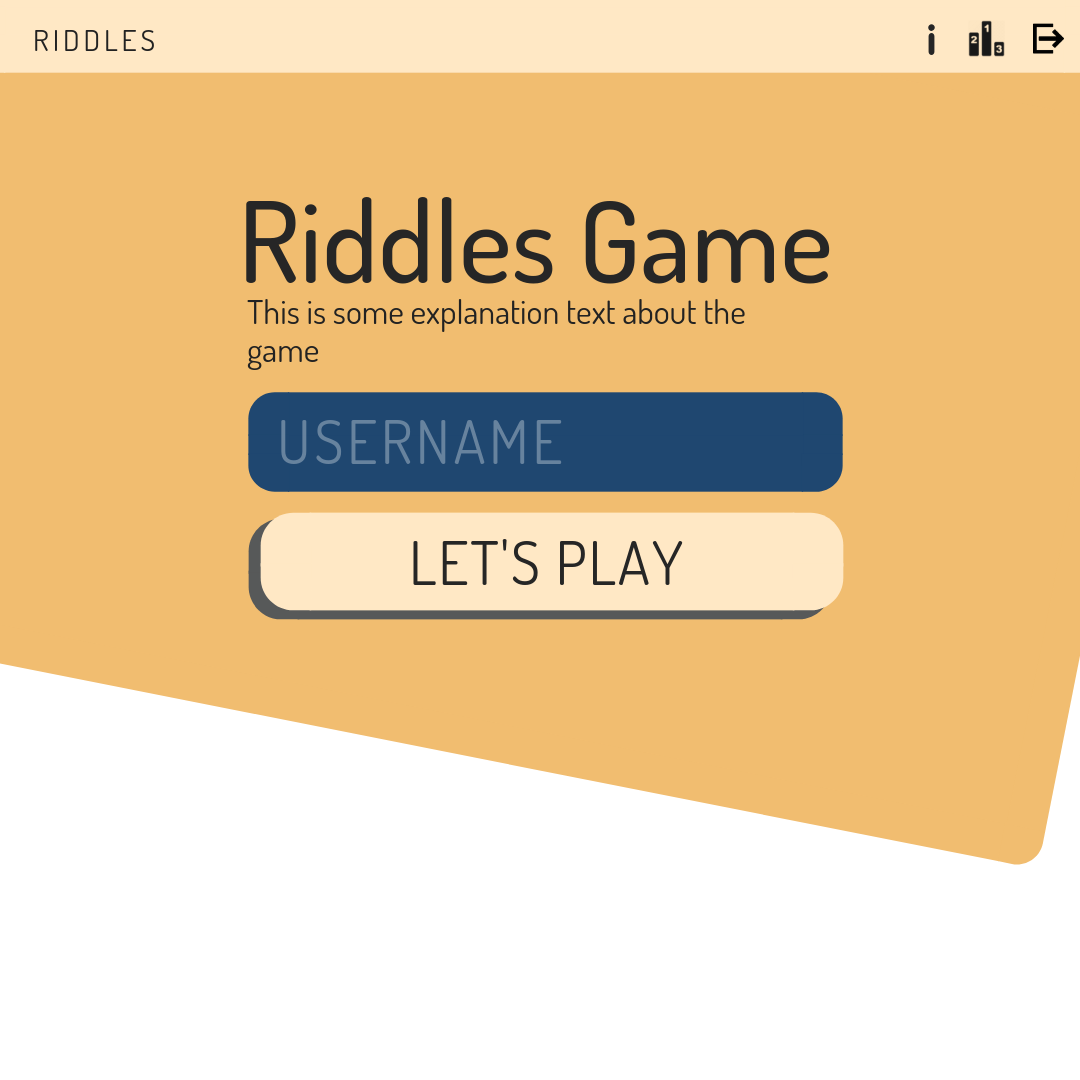 RIDDLES
2 1 3
Riddles Game
This is some explanation text about the
game
USERNAME
LET'S PLAY